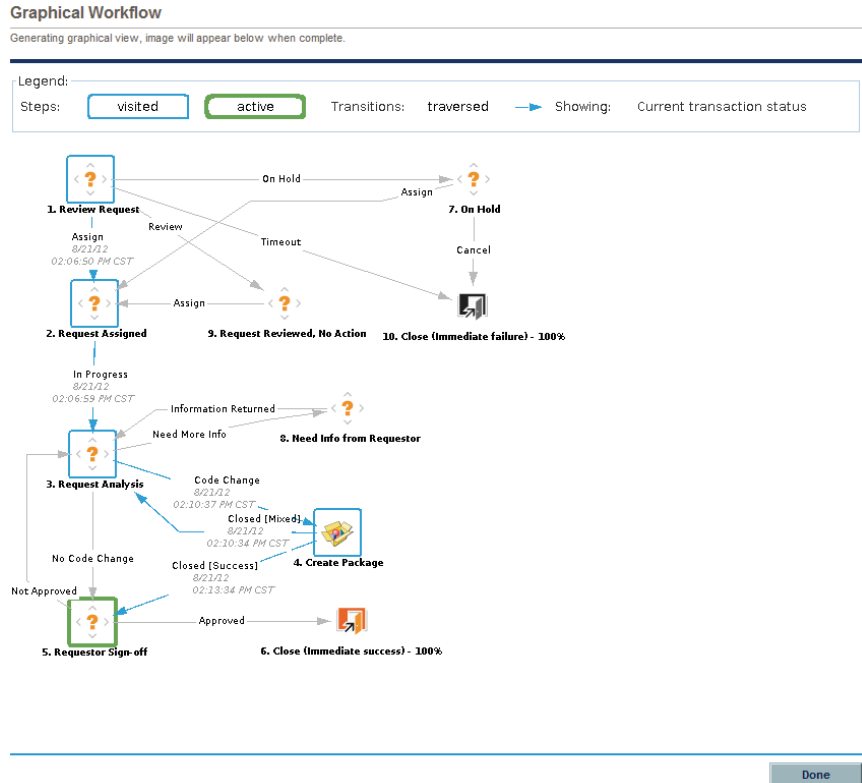 Graphical Workflow
Generating graphical view, image will appear below when complete.
Legend:
Steps: visited active Transitions: traversed Showing: Current transaction status
On Hold
Assign
1. Review Request
7. On Hold
Review
Assign
8/21/12
02:06:50 PM CST
Timeout
Cancel
Assign
2. Request Assigned
9. Request Reviewed, No Action
10. Close (Immediate failure) - 100%
In Progress
8/21/12
02:06:59 PM CST
Information Returned
Need More Info
8. Need Info from Requestor
3. Request Analysis
Code Change
8/21/12
02:10:37 PM CST
Closed [Mixed]
8/21/12
02:10:34 PM CST
4. Create Package
No Code Change
Closed [Success]
8/21/12
02:13:34 PM CST
Not Approved
Approved
5. Requestor Sign-off
6. Close (Immediate success) - 100%
Done